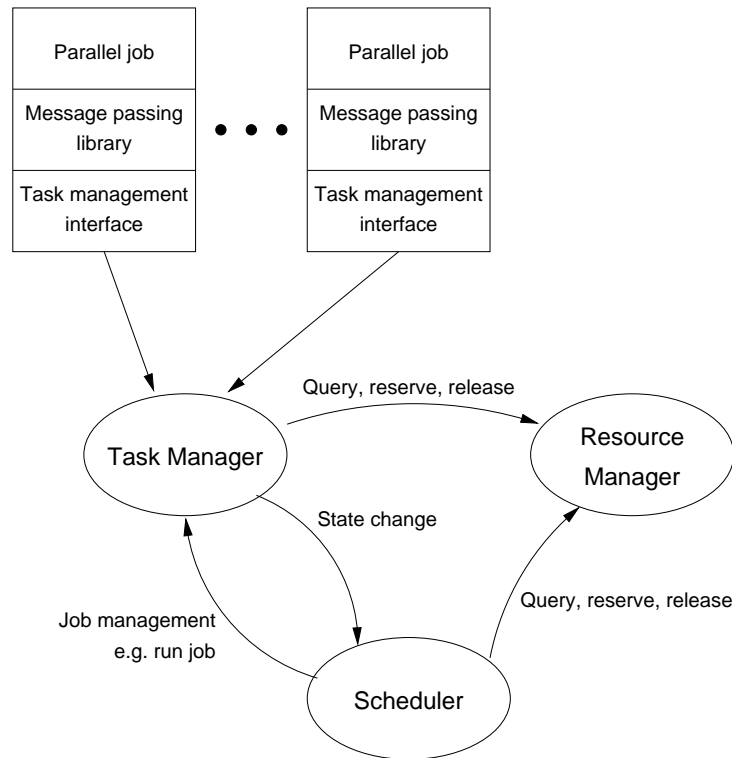 Parallel job
Message passing
library
Task management
interface
Parallel job
Message passing
library
Task management
interface
Query, reserve, release
Task Manager
Resource
Manager
State change
Query, reserve, release
Job management
e.g. run job
Scheduler